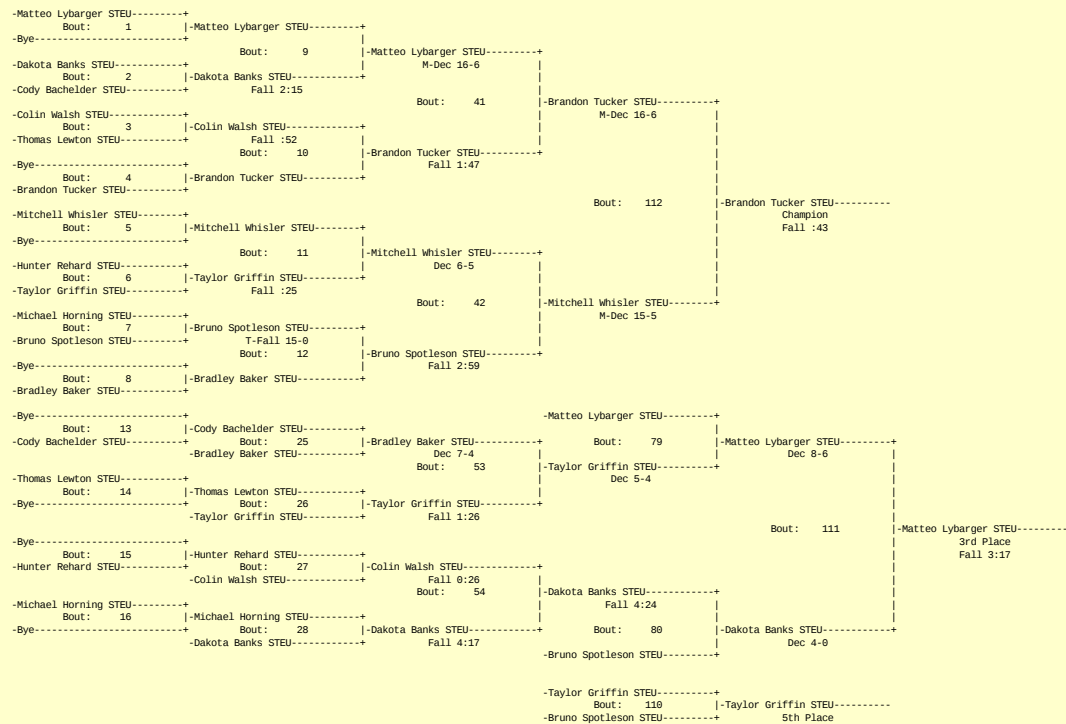 -Matteo Lybarger STEU---------+
Bout: 1 |-Matteo Lybarger STEU---------+
-Bye--------------------------+ |
Bout: 9 |-Matteo Lybarger STEU---------+
-Dakota Banks STEU------------+ | M-Dec 16-6 |
Bout: 2 |-Dakota Banks STEU------------+ |
-Cody Bachelder STEU----------+ Fall 2:15 |
Bout: 41 |-Brandon Tucker STEU----------+
-Colin Walsh STEU-------------+ | M-Dec 16-6 |
Bout: 3 |-Colin Walsh STEU-------------+ | |
-Thomas Lewton STEU-----------+ Fall :52 | | |
Bout: 10 |-Brandon Tucker STEU----------+ |
-Bye--------------------------+ | Fall 1:47 |
Bout: 4 |-Brandon Tucker STEU----------+ |
-Brandon Tucker STEU----------+ |
Bout: 112 |-Brandon Tucker STEU----------
-Mitchell Whisler STEU--------+ | Champion
Bout: 5 |-Mitchell Whisler STEU--------+ | Fall :43
-Bye--------------------------+ | |
Bout: 11 |-Mitchell Whisler STEU--------+ |
-Hunter Rehard STEU-----------+ | Dec 6-5 | |
Bout: 6 |-Taylor Griffin STEU----------+ | |
-Taylor Griffin STEU----------+ Fall :25 | |
Bout: 42 |-Mitchell Whisler STEU--------+
-Michael Horning STEU---------+ | M-Dec 15-5
Bout: 7 |-Bruno Spotleson STEU---------+ |
-Bruno Spotleson STEU---------+ T-Fall 15-0 | |
Bout: 12 |-Bruno Spotleson STEU---------+
-Bye--------------------------+ | Fall 2:59
Bout: 8 |-Bradley Baker STEU-----------+
-Bradley Baker STEU-----------+
-Bye--------------------------+ -Matteo Lybarger STEU---------+
Bout: 13 |-Cody Bachelder STEU----------+ |
-Cody Bachelder STEU----------+ Bout: 25 |-Bradley Baker STEU-----------+ Bout: 79 |-Matteo Lybarger STEU---------+
-Bradley Baker STEU-----------+ Dec 7-4 | | Dec 8-6 |
Bout: 53 |-Taylor Griffin STEU----------+ |
-Thomas Lewton STEU-----------+ | Dec 5-4 |
Bout: 14 |-Thomas Lewton STEU-----------+ | |
-Bye--------------------------+ Bout: 26 |-Taylor Griffin STEU----------+ |
-Taylor Griffin STEU----------+ Fall 1:26 |
Bout: 111 |-Matteo Lybarger STEU---------
-Bye--------------------------+ | 3rd Place
Bout: 15 |-Hunter Rehard STEU-----------+ | Fall 3:17
-Hunter Rehard STEU-----------+ Bout: 27 |-Colin Walsh STEU-------------+ |
-Colin Walsh STEU-------------+ Fall 0:26 | |
Bout: 54 |-Dakota Banks STEU------------+ |
-Michael Horning STEU---------+ | Fall 4:24 | |
Bout: 16 |-Michael Horning STEU---------+ | | |
-Bye--------------------------+ Bout: 28 |-Dakota Banks STEU------------+ Bout: 80 |-Dakota Banks STEU------------+
-Dakota Banks STEU------------+ Fall 4:17 | Dec 4-0
-Bruno Spotleson STEU---------+
-Taylor Griffin STEU----------+
Bout: 110 |-Taylor Griffin STEU----------
-Bruno Spotleson STEU---------+ 5th Place